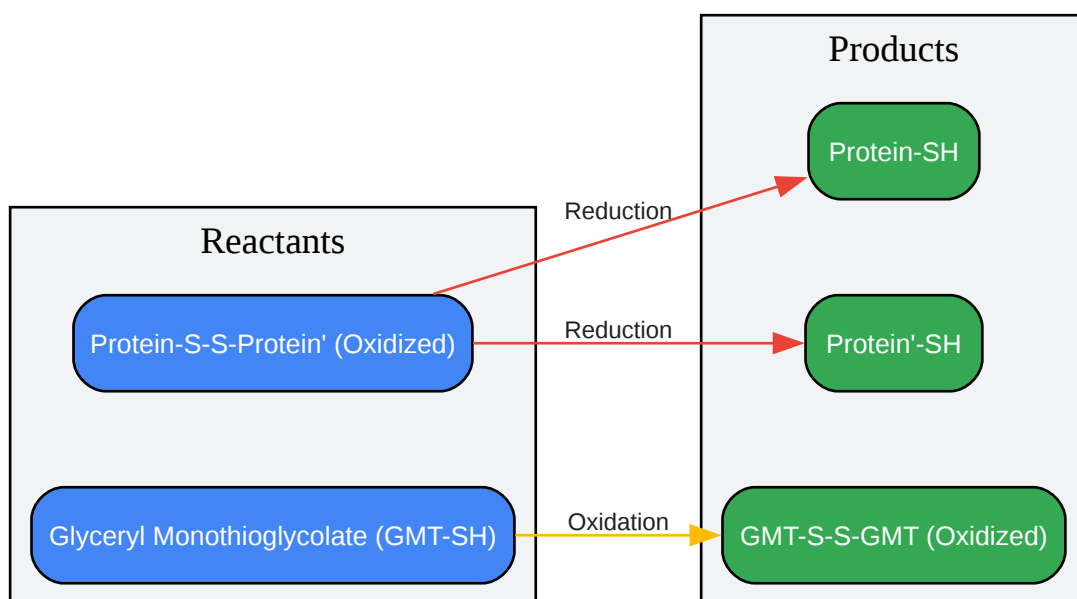 Products
Protein-SH
Reduction
Reactants
Protein-S-S-Protein' (Oxidized)
Reduction
Protein'-SH
Glyceryl Monothioglycolate (GMT-SH)
Oxidation
GMT-S-S-GMT (Oxidized)